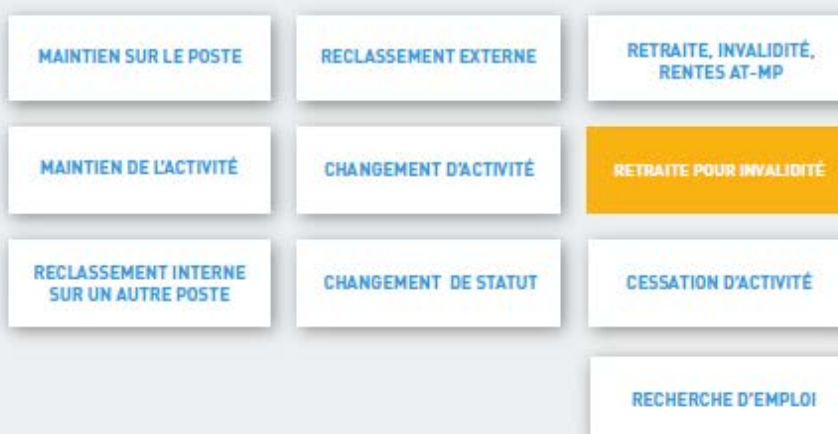 MAINTIEN SUR LE POSTE
RECLASSEMENT EXTERNE
RETRAITE, INVALIDITÉ,
RENTES AT-MP
MAINTIEN DE L'ACTIVITÉ
CHANGEMENT D'ACTIVITÉ
RETRAITE POUR INVALIDITÉ
RECLASSEMENT INTERNE
SUR UN AUTRE POSTE
CHANGEMENT DE STATUT
CESSATION D'ACTIVITÉ
RECHERCHE D'EMPLOI